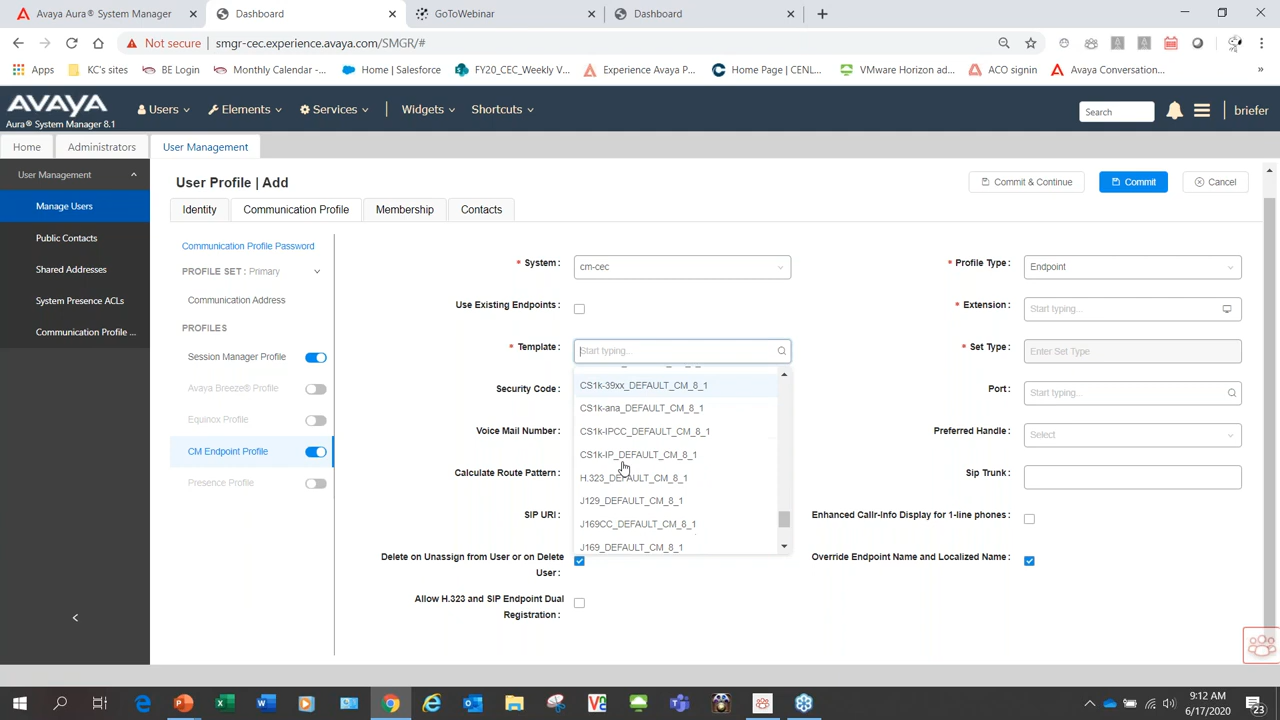 Avaya Aura® System Manager
Dashboard
GoToWebinar
Dashboard
Not secure
smgr-cec.experience.avaya.com/SMGR/#
Apps
KC's sites
BE Login
Monthly Calendar -...
Home | Salesforce
FY20_CEC_Weekly V...
Experience Avaya P...
Home Page | CENL...
VMware Horizon ad...
ACO signin
Avaya Conversation...
AVAYA
Aura® System Manager 8.1
Users
Elements
Services
Widgets
Shortcuts
Search
briefer
Home
Administrators
User Management
User Management
Manage Users
Public Contacts
Shared Addresses
System Presence ACLs
Communication Profile ...
User Profile | Add
Commit & Continue
Commit
Cancel
Identity
Communication Profile
Membership
Contacts
Communication Profile Password
PROFILE SET : Primary
Communication Address
PROFILES
Session Manager Profile
Avaya Breeze® Profile
Equinox Profile
CM Endpoint Profile
Presence Profile
* System :
cm-cec
* Profile Type :
Endpoint
Use Existing Endpoints :
* Extension :
Start typing...
* Template :
Start typing...
* Set Type :
Enter Set Type
CS1k-39xx_DEFAULT_CM_8_1
CS1k-ana_DEFAULT_CM_8_1
CS1k-IPCC_DEFAULT_CM_8_1
CS1k-IP_DEFAULT_CM_8_1
H.323_DEFAULT_CM_8_1
J129_DEFAULT_CM_8_1
J169CC_DEFAULT_CM_8_1
J169_DEFAULT_CM_8_1
Security Code :
Port :
Start typing...
Voice Mail Number :
Preferred Handle :
Select
Calculate Route Pattern :
Sip Trunk :
SIP URI :
Enhanced Callr-Info Display for 1-line phones :
Delete on Unassign from User or on Delete
User :
Override Endpoint Name and Localized Name :
Allow H.323 and SIP Endpoint Dual
Registration :
9:12 AM
6/17/2020
23